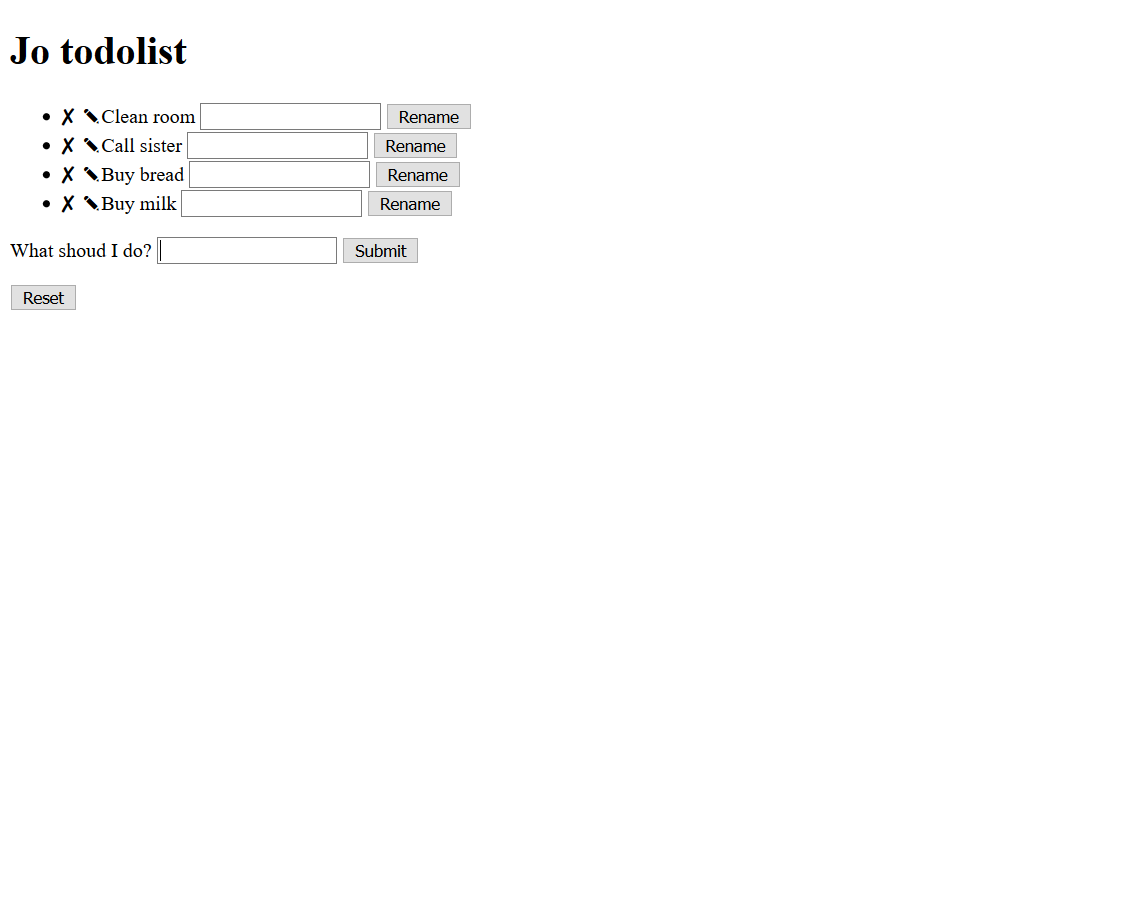 Jo todolist
• ✗ ✎Clean room Rename
• ✗ ✎Call sister Rename
• ✗ ✎Buy bread Rename
• ✗ ✎Buy milk Rename
What shoud I do? Submit
Reset